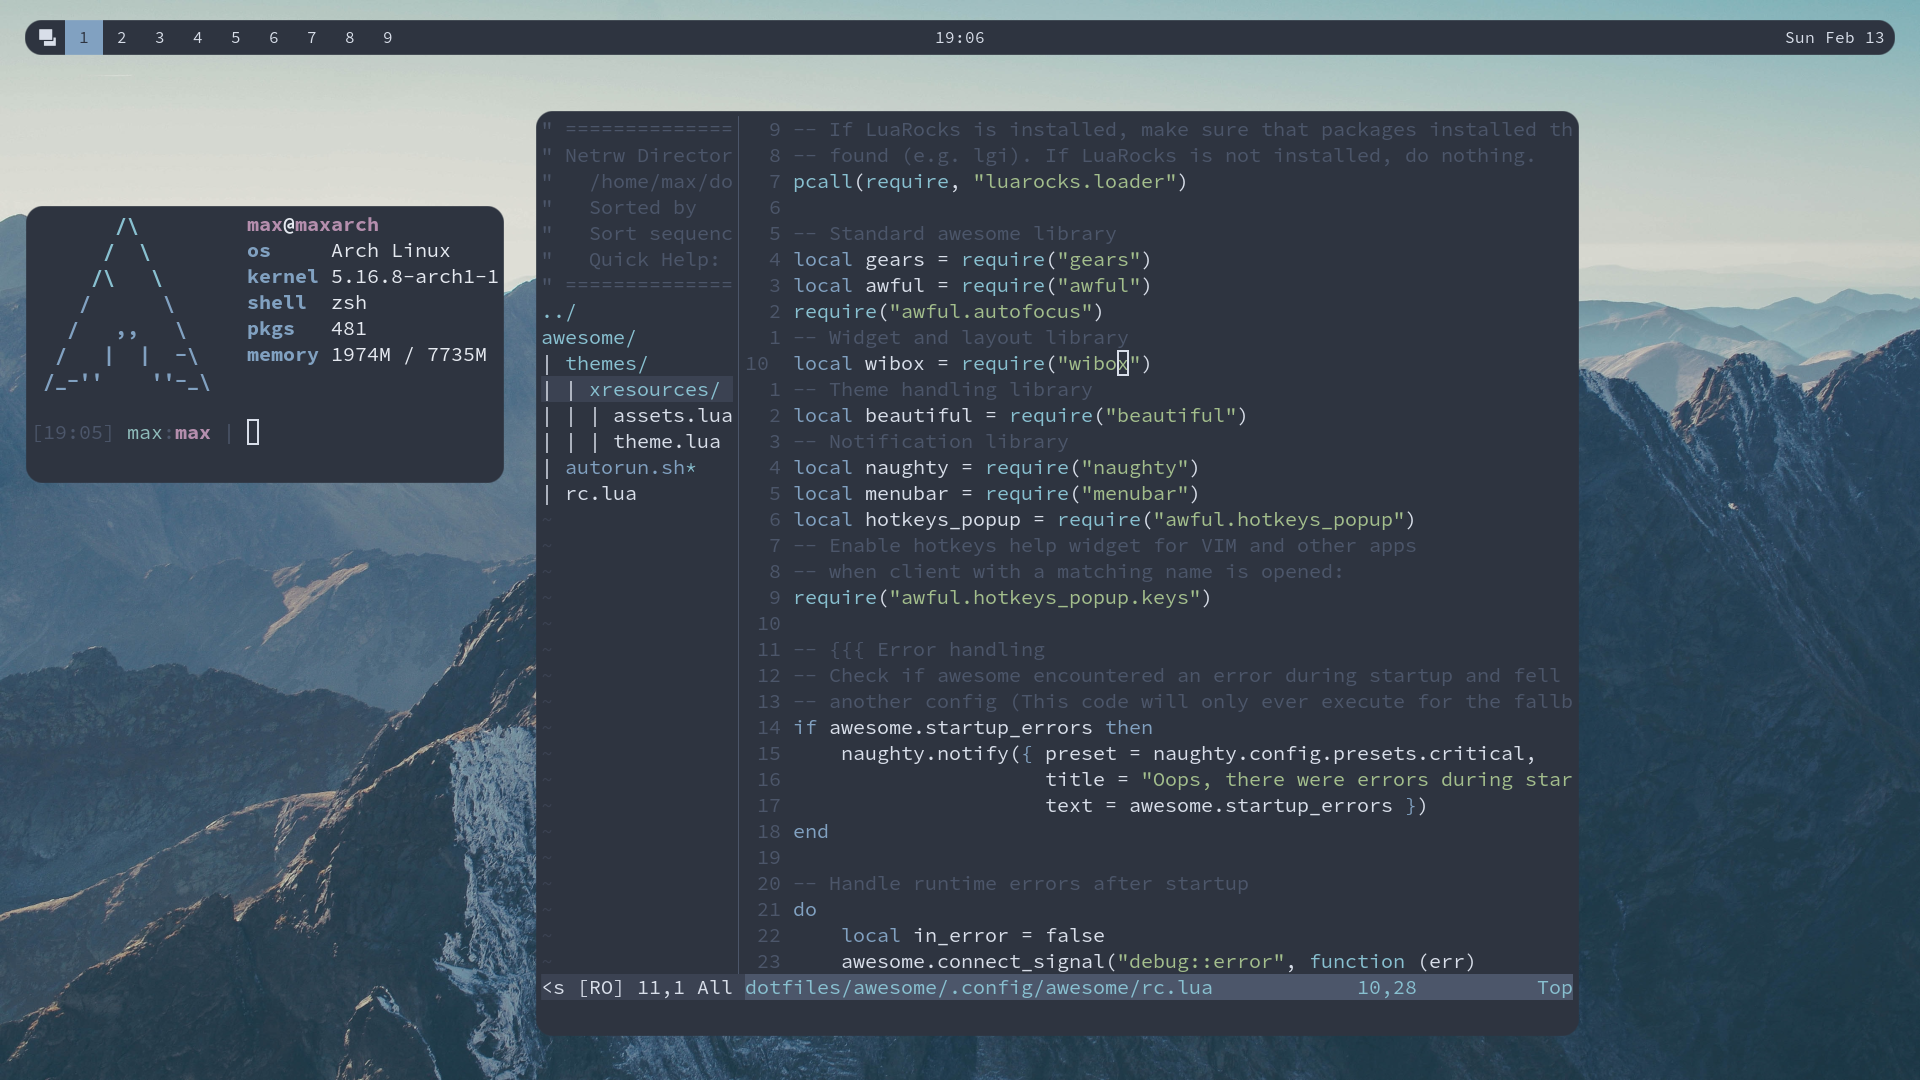 1 2 3 4 5 6 7 8 9
19:06
Sun Feb 13
max@maxarch
os Arch Linux
kernel 5.16.8-arch1-1
shell zsh
pkgs 481
memory 1974M / 7735M
[19:05] max:max |
" ==============
" Netrw Director
" /home/max/do
" Sorted by
" Sort sequenc
" Quick Help:
" ==============
../
awesome/
| themes/
| | xresources/
| | | assets.lua
| | | theme.lua
| autorun.sh*
| rc.lua
<s [RO] 11,1 All
9 -- If LuaRocks is installed, make sure that packages installed th
8 -- found (e.g. lgi). If LuaRocks is not installed, do nothing.
7 pcall(require, "luarocks.loader")
6
5 -- Standard awesome library
4 local gears = require("gears")
3 local awful = require("awful")
2 require("awful.autofocus")
1 -- Widget and layout library
10 local wibox = require("wibox")
1 -- Theme handling library
2 local beautiful = require("beautiful")
3 -- Notification library
4 local naughty = require("naughty")
5 local menubar = require("menubar")
6 local hotkeys_popup = require("awful.hotkeys_popup")
7 -- Enable hotkeys help widget for VIM and other apps
8 -- when client with a matching name is opened:
9 require("awful.hotkeys_popup.keys")
10
11 -- {{{ Error handling
12 -- Check if awesome encountered an error during startup and fell
13 -- another config (This code will only ever execute for the fallb
14 if awesome.startup_errors then
15     naughty.notify({ preset = naughty.config.presets.critical,
16                      title = "Oops, there were errors during star
17                      text = awesome.startup_errors })
18 end
19
20 -- Handle runtime errors after startup
21 do
22     local in_error = false
23     awesome.connect_signal("debug::error", function (err)
dotfiles/awesome/.config/awesome/rc.lua 10,28 Top